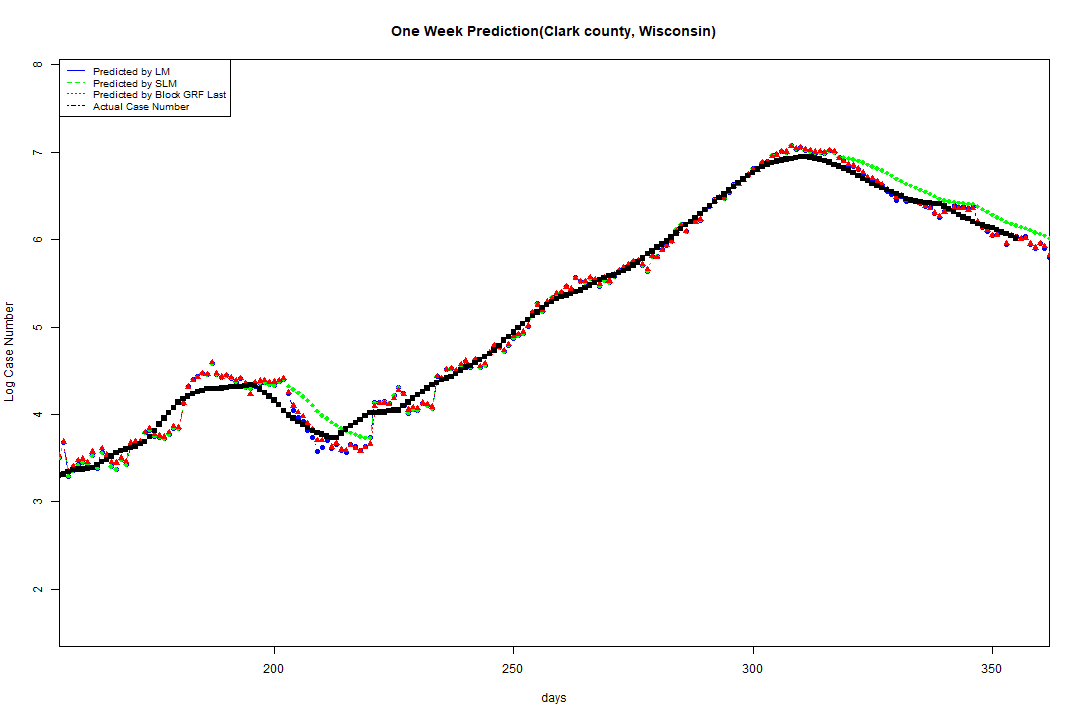 One Week Prediction(Clark county, Wisconsin)
Predicted by LM
Predicted by SLM
Predicted by Block GRF Last
Actual Case Number
Log Case Number
8
7
6
5
4
3
2
200 250 300 350
days